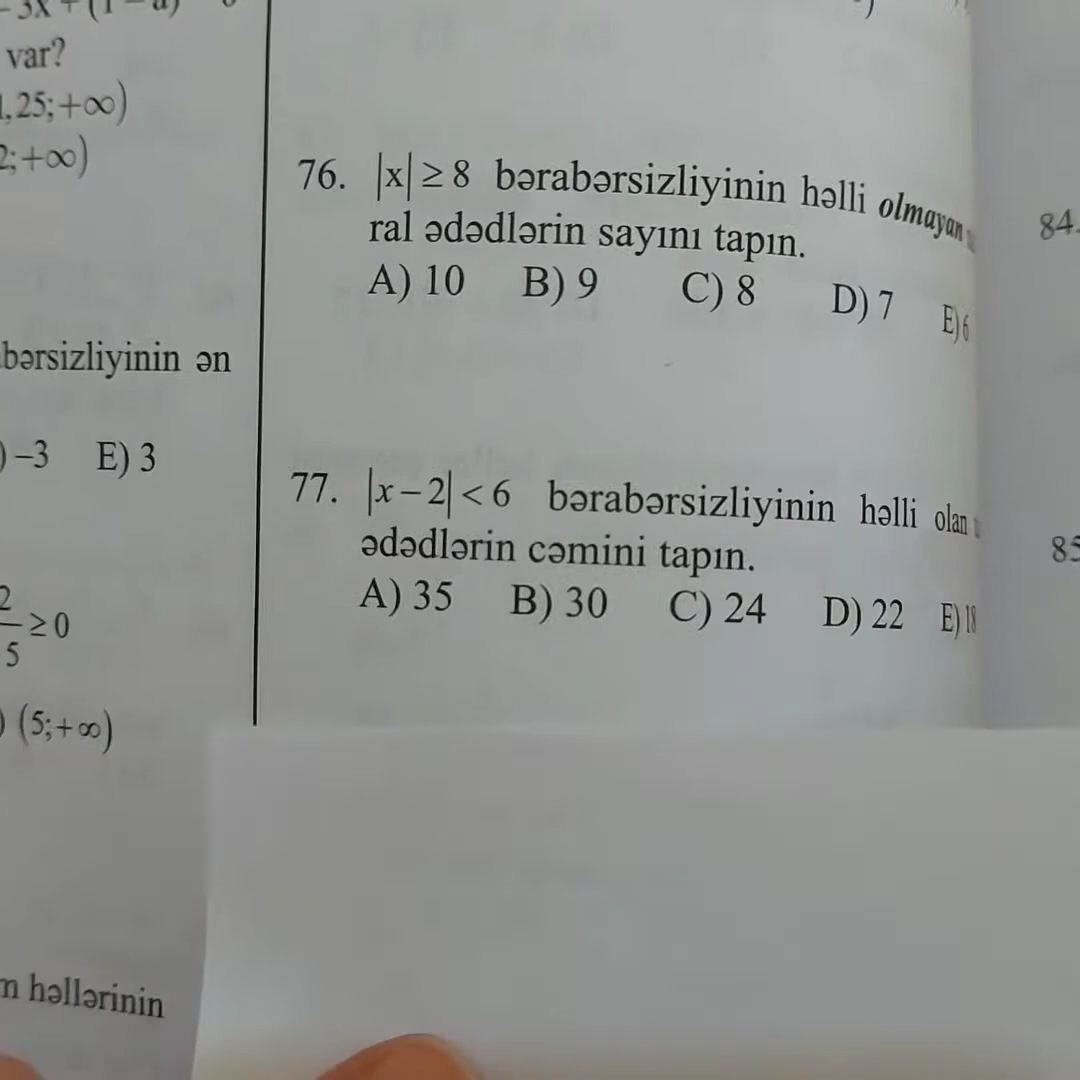 var?
,25;+∞)
2;+∞)
bərsizliyinin ən
)–3 E) 3
2
≥0
5
) (5;+∞)
n həllərinin
76. |x|≥8 bərabərsizliyinin həlli olmayan
ral ədədlərin sayını tapın.
A) 10 B) 9 C) 8 D) 7 E) 6
77. |x–2|<6 bərabərsizliyinin həlli olan
ədədlərin cəmini tapın.
A) 35 B) 30 C) 24 D) 22 E) 18
84.
85